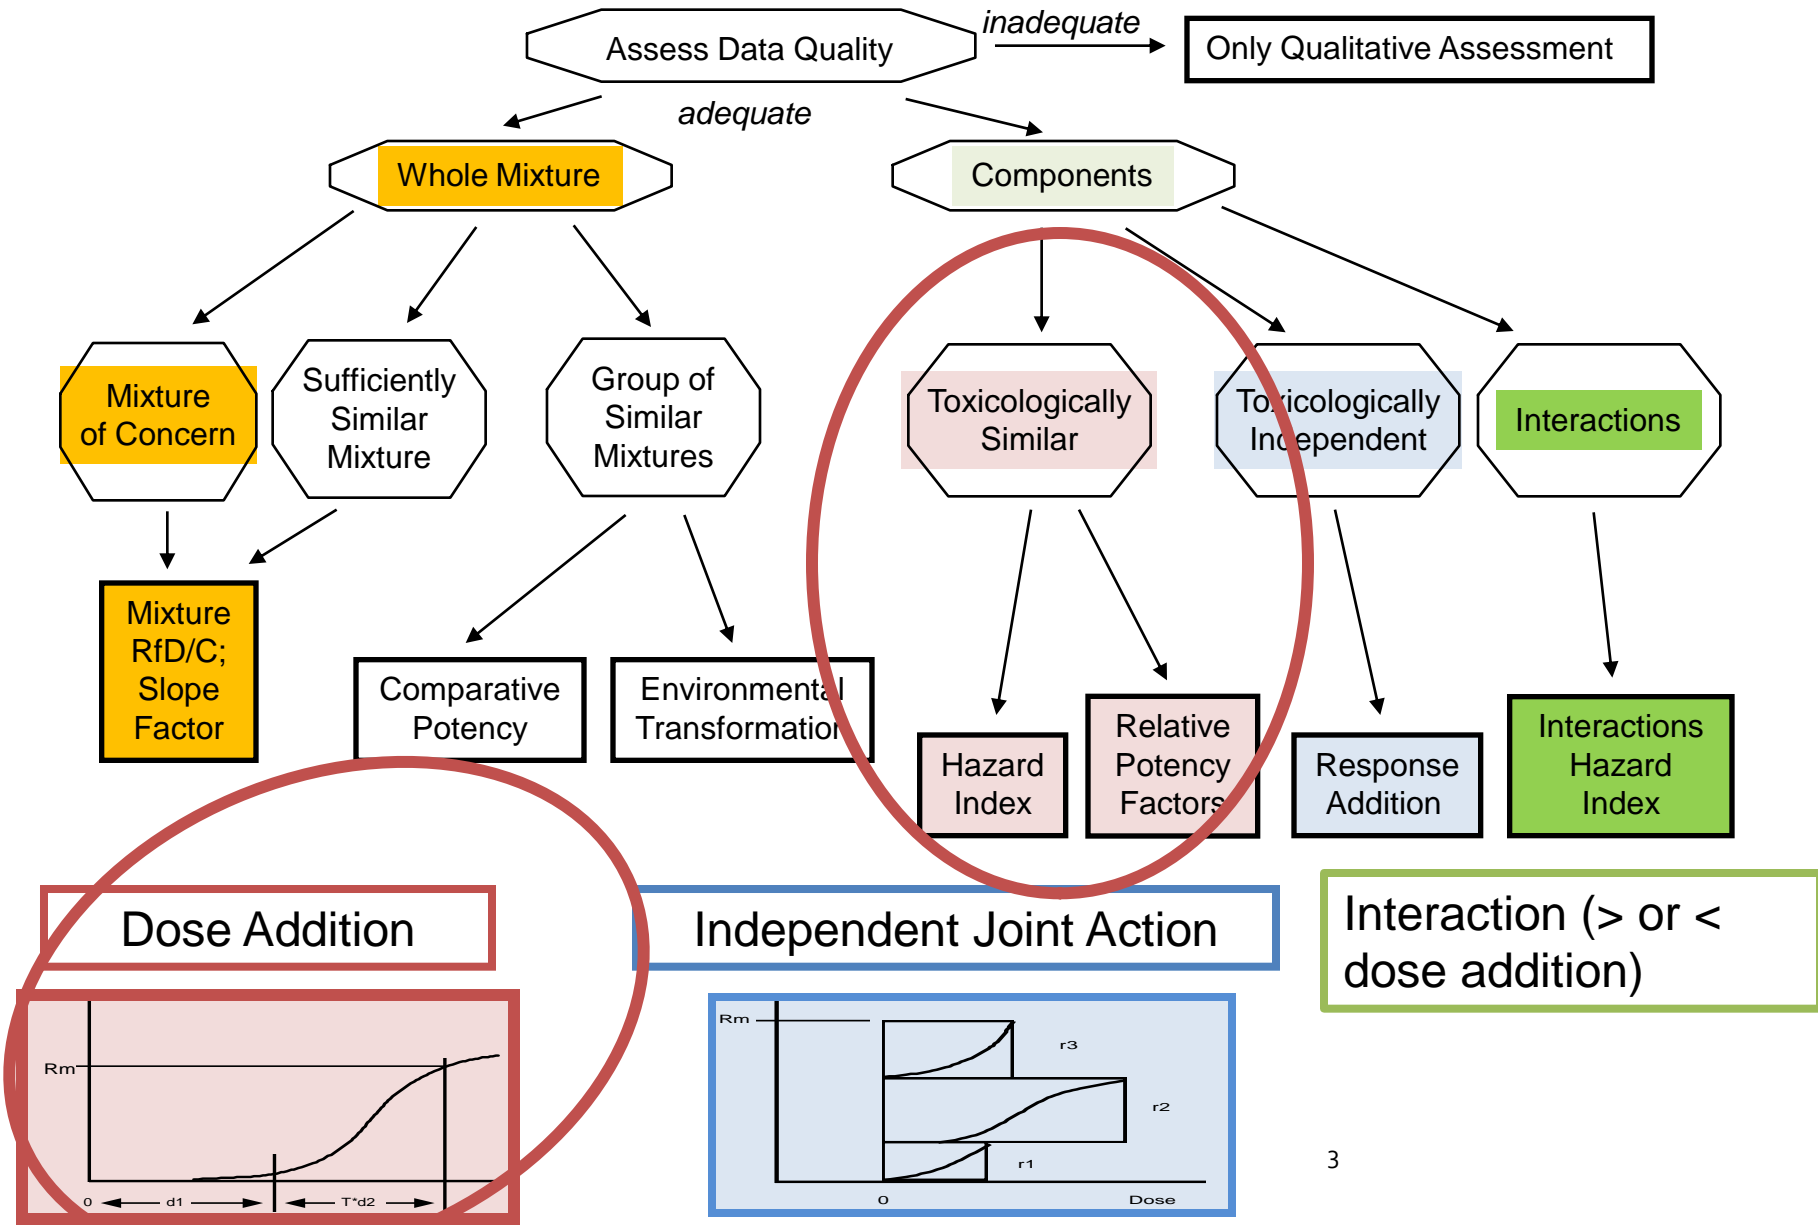 Assess Data Quality
inadequate
Only Qualitative Assessment
adequate
Whole Mixture
Components
Mixture
of Concern
Sufficiently
Similar
Mixture
Group of
Similar
Mixtures
Toxicologically
Similar
Toxicologically
Independent
Interactions
Mixture
RfD/C;
Slope
Factor
Comparative
Potency
Environmental
Transformation
Hazard
Index
Relative
Potency
Factors
Response
Addition
Interactions
Hazard
Index
Dose Addition
Independent Joint Action
Interaction (> or <
dose addition)
Rm
0
d1
T*d2
Rm
r3
r2
r1
0
Dose
3